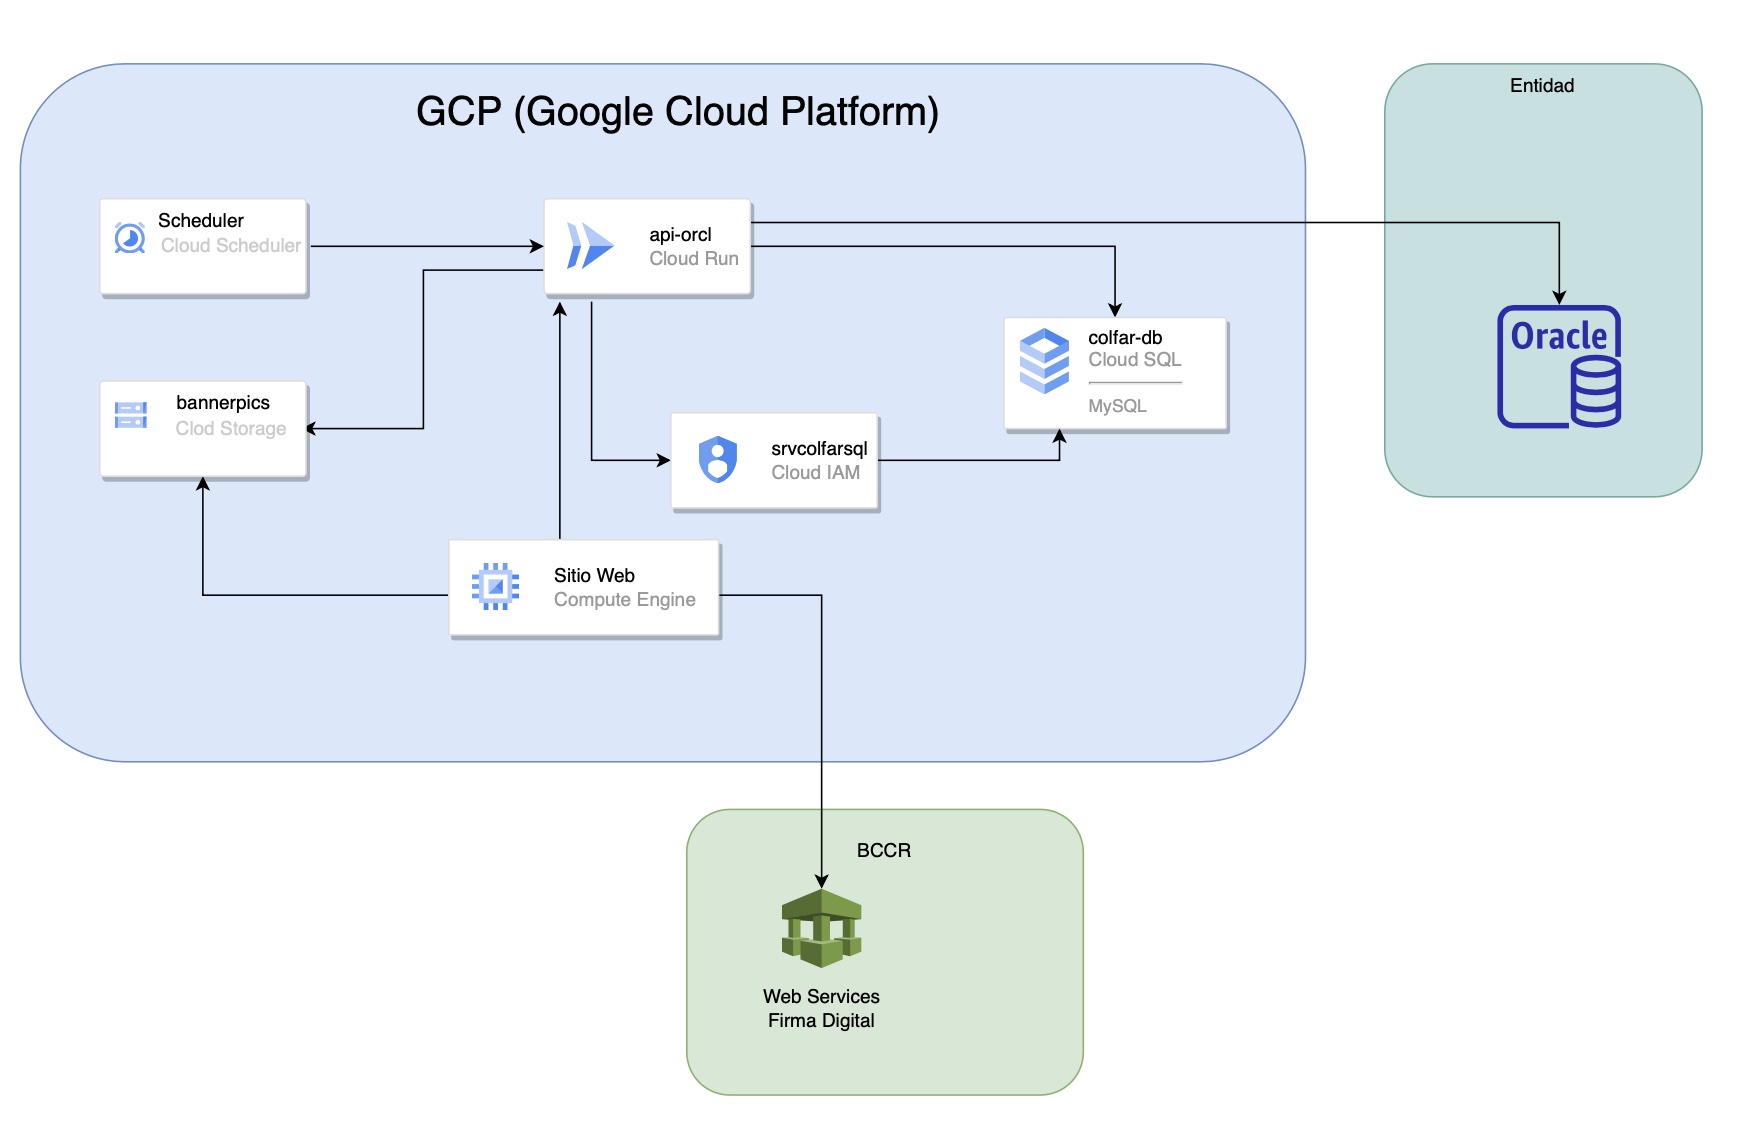 GCP (Google Cloud Platform)
Entidad
Scheduler
Cloud Scheduler
api-orcl
Cloud Run
Oracle
colfar-db
Cloud SQL
MySQL
bannerpics
Clod Storage
srvcolfarsql
Cloud IAM
Sitio Web
Compute Engine
BCCR
Web Services
Firma Digital